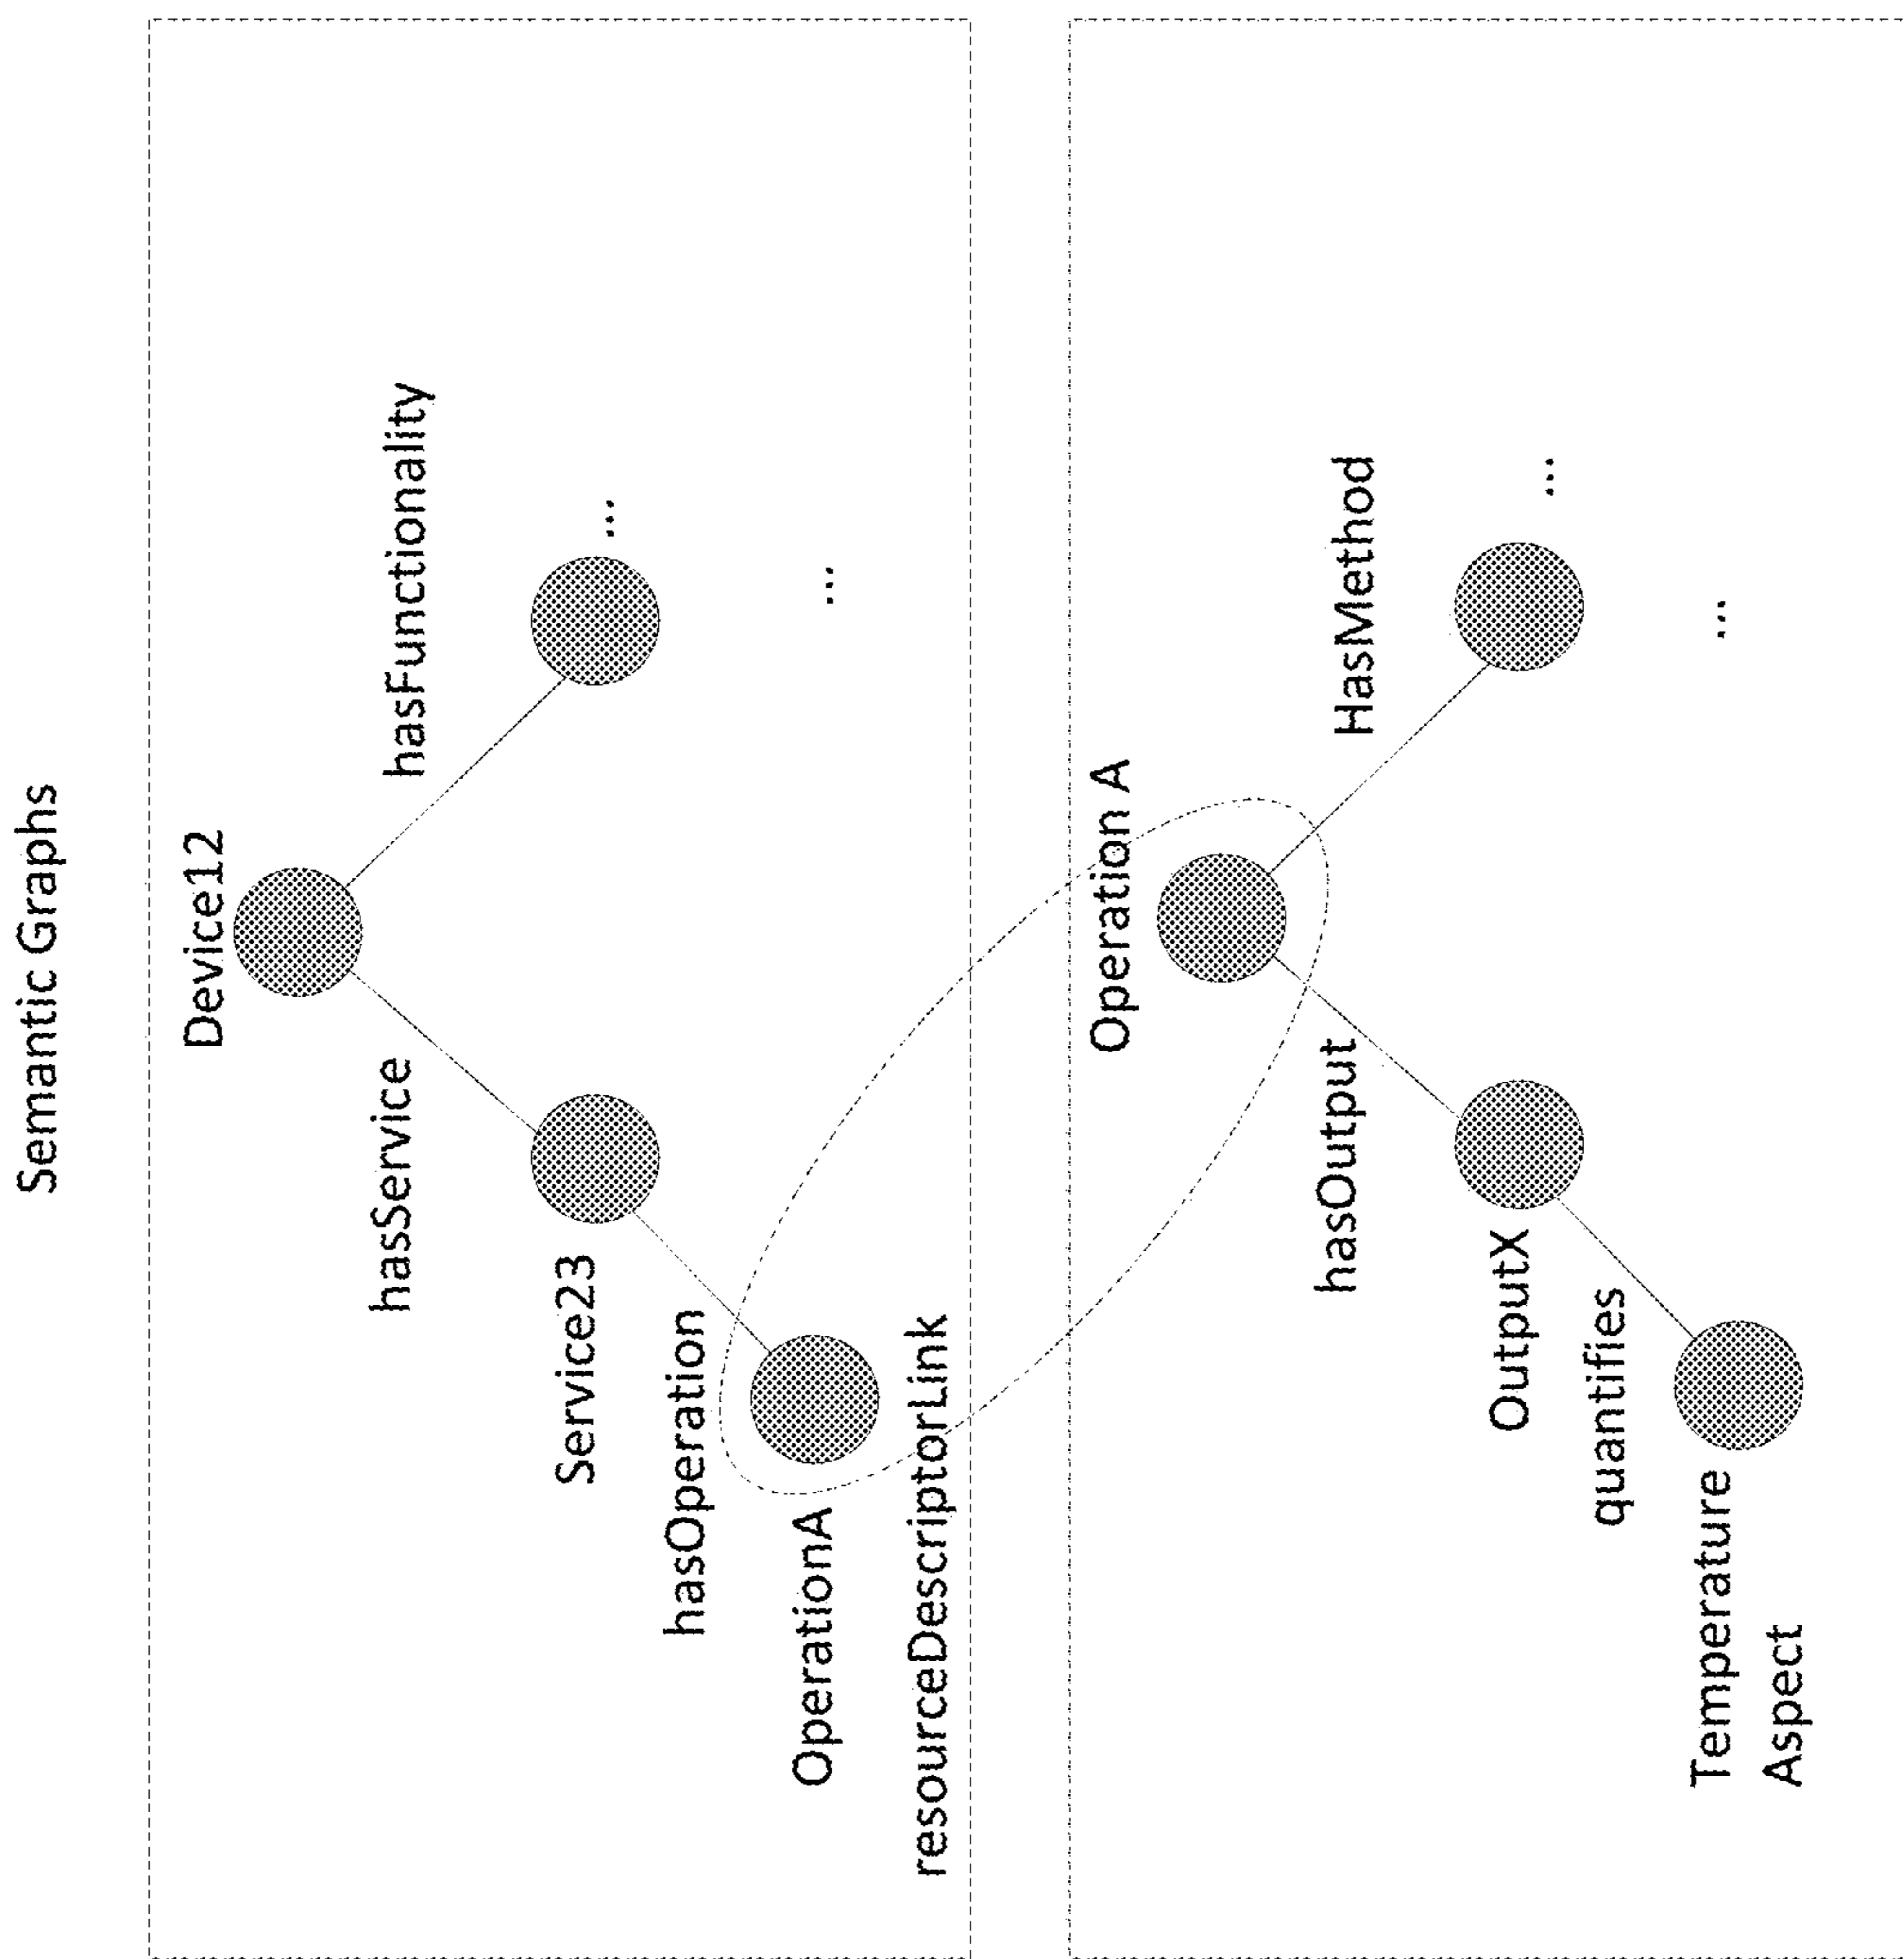 Semantic Graphs
Device12
hasService
hasFunctionality
Service23
...
hasOperation
OperationA
...
resourceDescriptorLink
Operation A
hasOutput
HasMethod
OutputX
...
quantifies
Temperature
Aspect
...